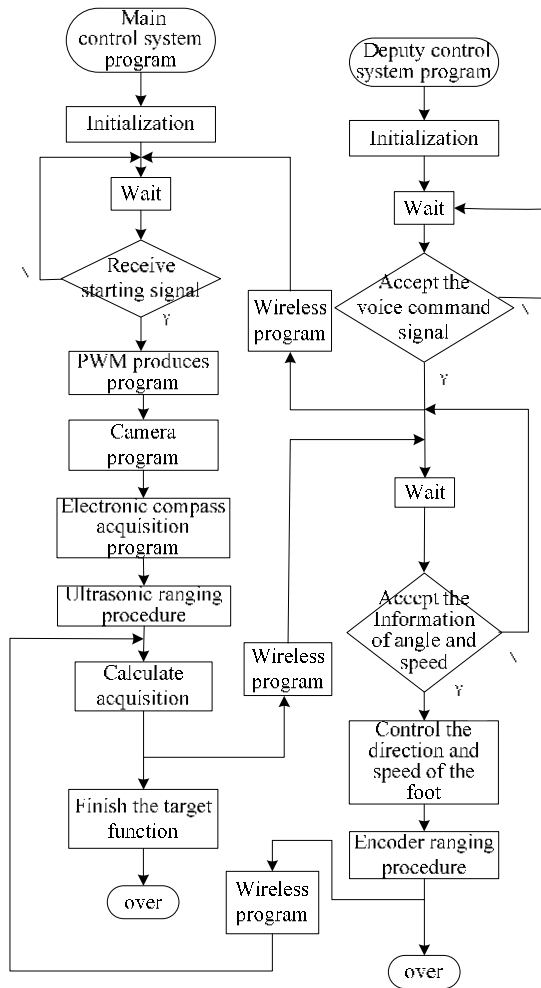 Main
control system
program
Initialization
Wait
Receive
starting signal
PWM produces
program
Camera
program
Electronic compass
acquisition
program
Ultrasonic ranging
procedure
Calculate
acquisition
Finish the target
function
over
Wireless
program
Wireless
program
Wireless
program
Deputy control
system program
Initialization
Wait
Accept the
voice command
signal
Wait
Accept the
Information
of angle and
speed
Control the
direction and
speed of the
foot
Encoder ranging
procedure
over